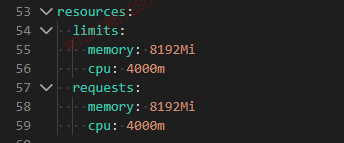 53 resources:
54 limits:
55 memory: 8192Mi
56 cpu: 4000m
57 requests:
58 memory: 8192Mi
59 cpu: 4000m